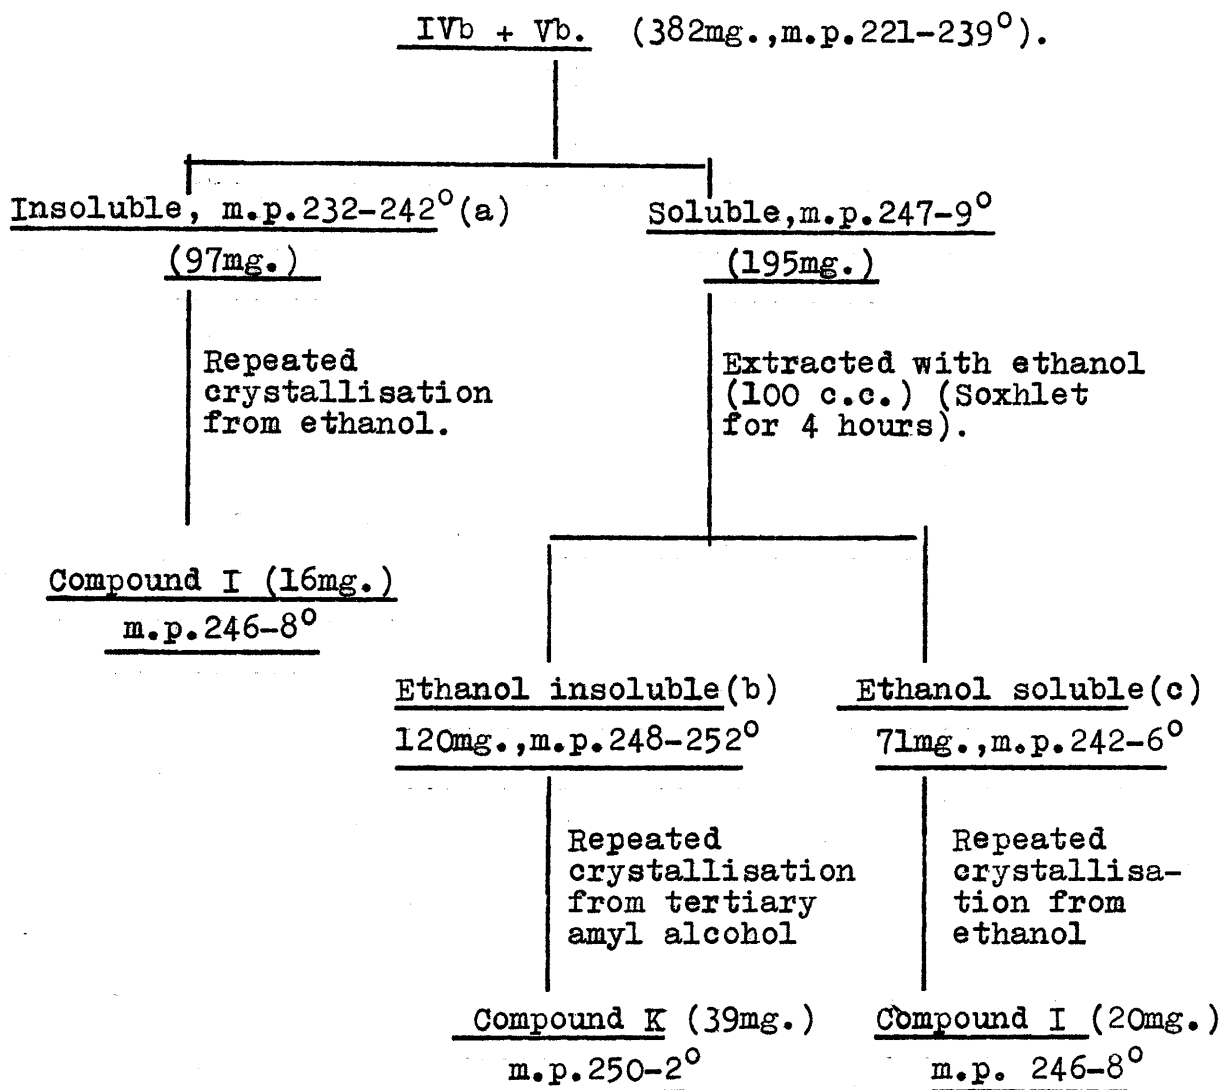 IVb + Vb. (382mg.,m.p.221-239°).
Insoluble, m.p.232-242°(a)
(97mg.)
Soluble,m.p.247-9°
(195mg.)
Repeated
crystallisation
from ethanol.
Extracted with ethanol
(100 c.c.) (Soxhlet
for 4 hours).
Compound I (16mg.)
m.p.246-8°
Ethanol insoluble(b)
120mg.,m.p.248-252°
Ethanol soluble(c)
71mg.,m.p.242-6°
Repeated
crystallisation
from tertiary
amyl alcohol
Repeated
crystallisa-
tion from
ethanol
Compound K (39mg.)
m.p.250-2°
Compound I (20mg.)
m.p. 246-8°